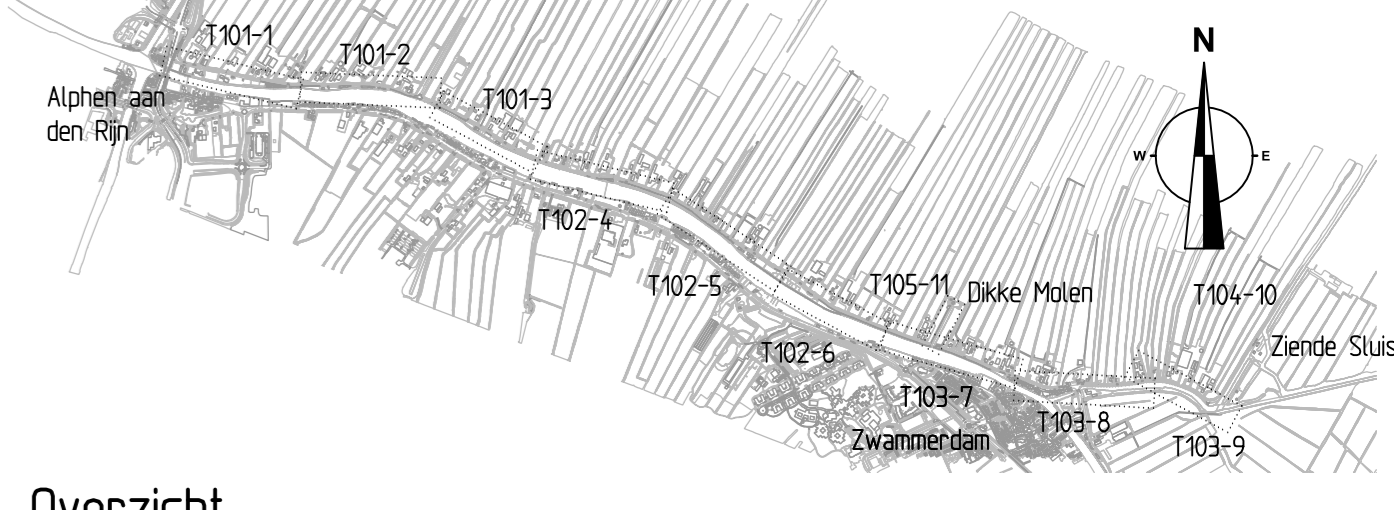 T101-1
T101-2
N
T101-3
Alphen aan
den Rijn
W
E
T102-4
T102-5
T105-11
Dikke Molen
T104-10
Ziende Sluis
T102-6
T103-7
T103-8
Zwammerdam
T103-9
Overzicht